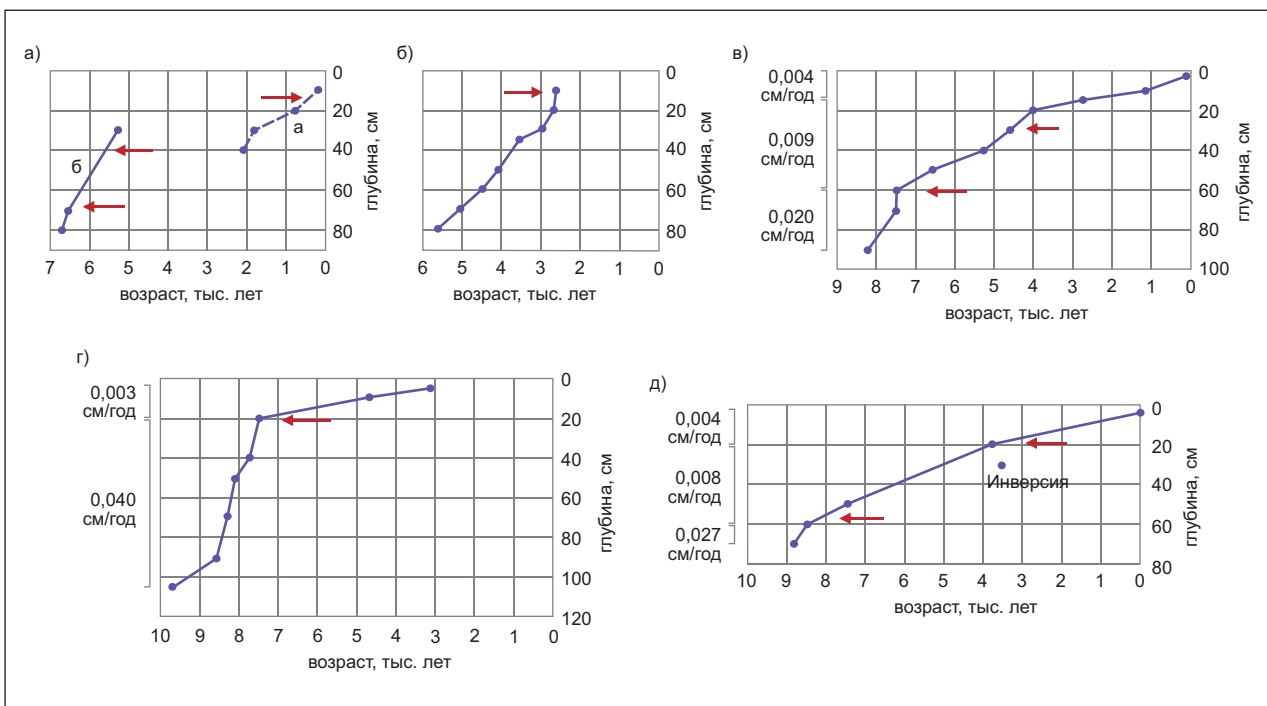 а)
0
20
40
60
80
глубина, см
а
б
7 6 5 4 3 2 1 0
возраст, тыс. лет
б)
0
20
40
60
80
глубина, см
6 5 4 3 2 1 0
возраст, тыс. лет
в)
0,004
см/год
0,009
см/год
0,020
см/год
0
20
40
60
80
100
глубина, см
9 8 7 6 5 4 3 2 1 0
возраст, тыс. лет
г)
0,003
см/год
0,040
см/год
0
20
40
60
80
100
120
глубина, см
10 9 8 7 6 5 4 3 2 1 0
возраст, тыс. лет
д)
0,004
см/год
0,008
см/год
0,027
см/год
Инверсия
0
20
40
60
80
глубина, см
10 9 8 7 6 5 4 3 2 1 0
возраст, тыс. лет